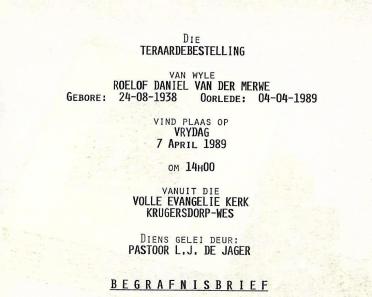 Die
TERAARDEBESTELLING
VAN WYLE
ROELOF DANIEL VAN DER MERWE
Gebore: 24-08-1938 Oorlede: 04-04-1989
VIND PLAAS OP
VRYDAG
7 April 1989
om 14h00
VANUIT DIE
VOLLE EVANGELIE KERK
KRUGERSDORP-WES
Diens gelei deur:
PASTOOR L.J. DE JAGER
BEGRAFNISBRIEF